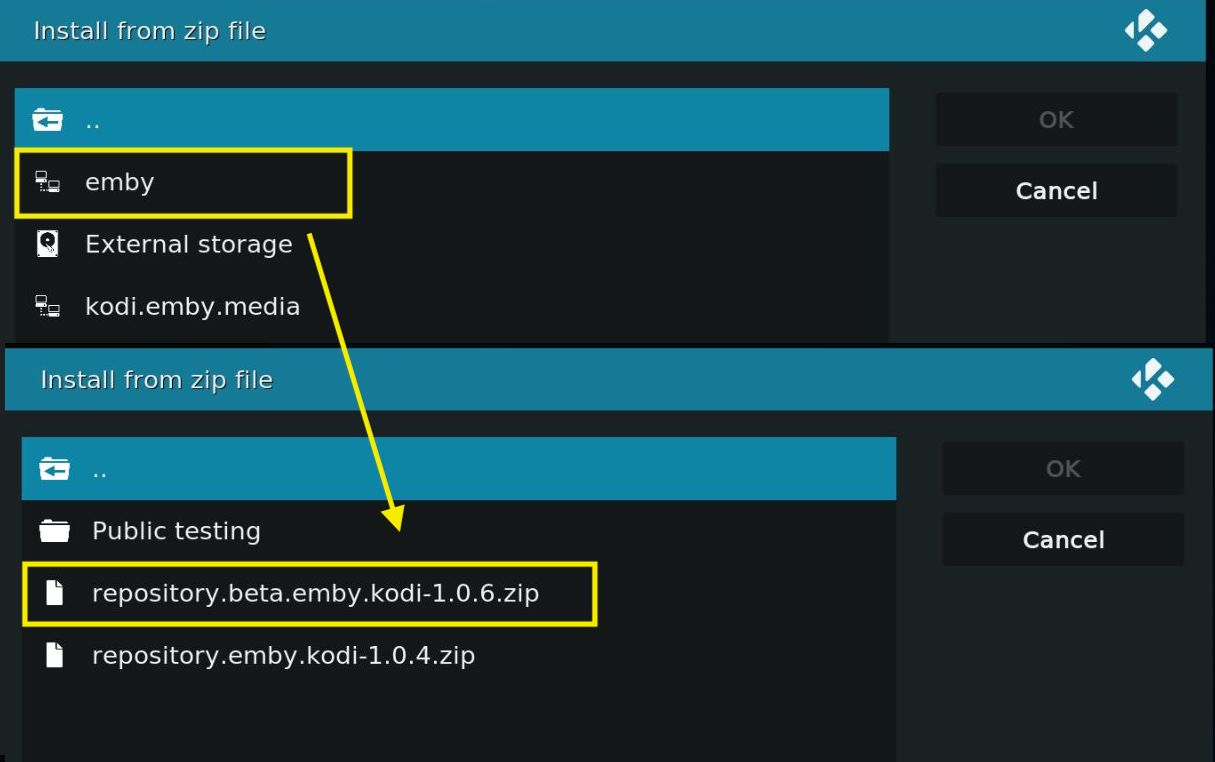 Install from zip file
..
OK
emby
Cancel
External storage
kodi.emby.media
Install from zip file
..
OK
Public testing
Cancel
repository.beta.emby.kodi-1.0.6.zip
repository.emby.kodi-1.0.4.zip